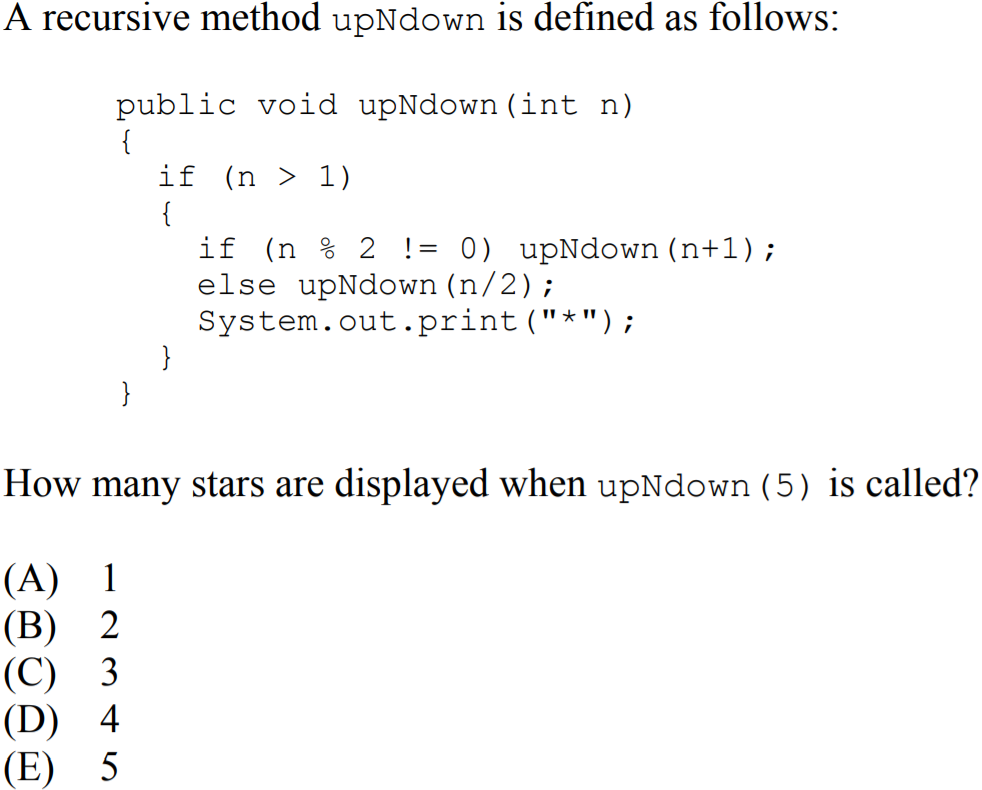 A recursive method upNdown is defined as follows:
public void upNdown(int n)
{
if (n > 1)
{
if (n % 2 != 0) upNdown(n+1);
else upNdown(n/2);
System.out.print("*");
}
}
How many stars are displayed when upNdown(5) is called?
(A) 1
(B) 2
(C) 3
(D) 4
(E) 5